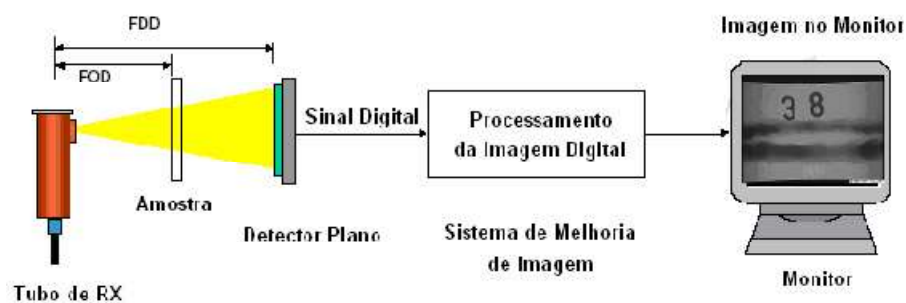 FDD
Imagem no Monitor
FOD
38
Sinal Digital
Processamento
da Imagem Digital
Amostra
Detector Plano
Sistema de Melhoria
de Imagem
Monitor
Tubo de RX